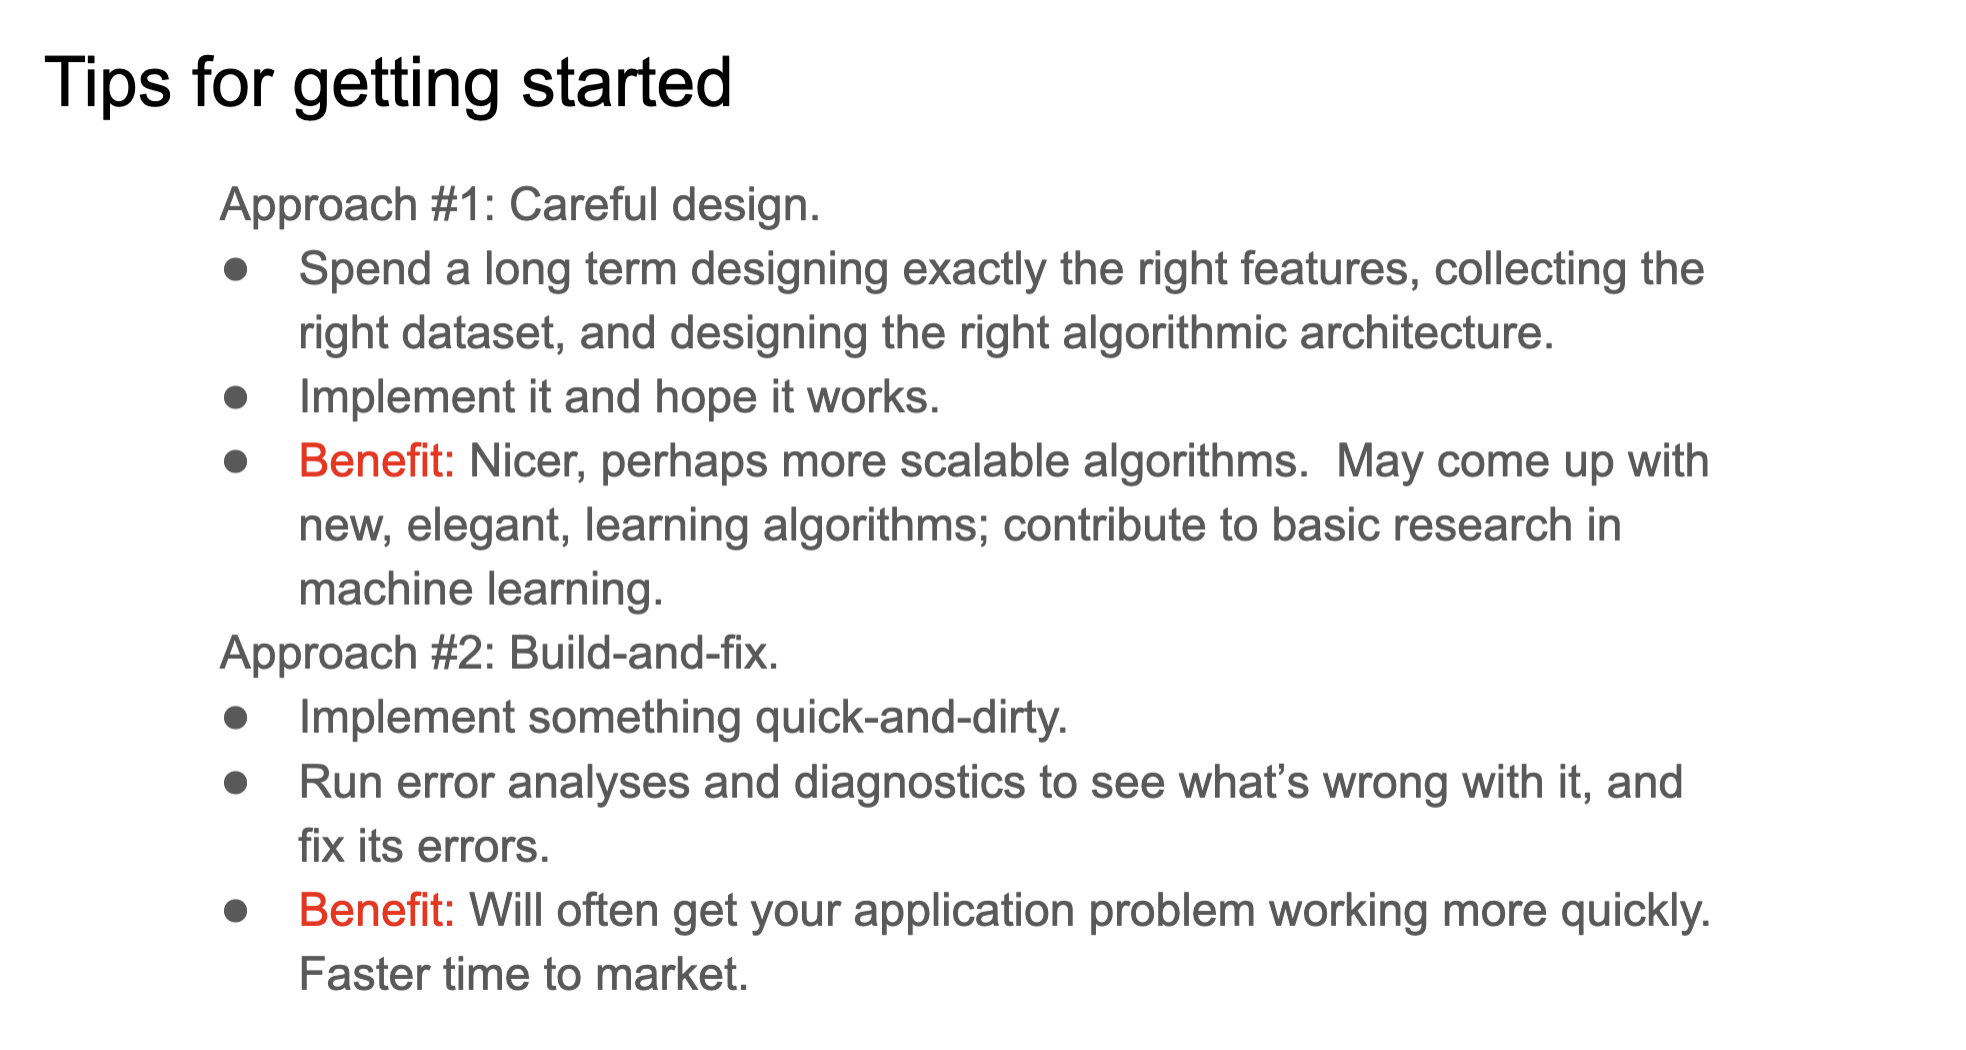 Tips for getting started
Approach #1: Careful design.
● Spend a long term designing exactly the right features, collecting the
right dataset, and designing the right algorithmic architecture.
● Implement it and hope it works.
● Benefit: Nicer, perhaps more scalable algorithms.  May come up with
new, elegant, learning algorithms; contribute to basic research in
machine learning.
Approach #2: Build-and-fix.
● Implement something quick-and-dirty.
● Run error analyses and diagnostics to see what’s wrong with it, and
fix its errors.
● Benefit: Will often get your application problem working more quickly.
Faster time to market.